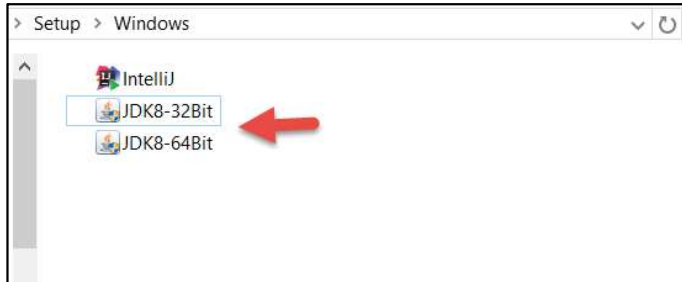 > Setup > Windows
IntelliJ
JDK8-32Bit
JDK8-64Bit